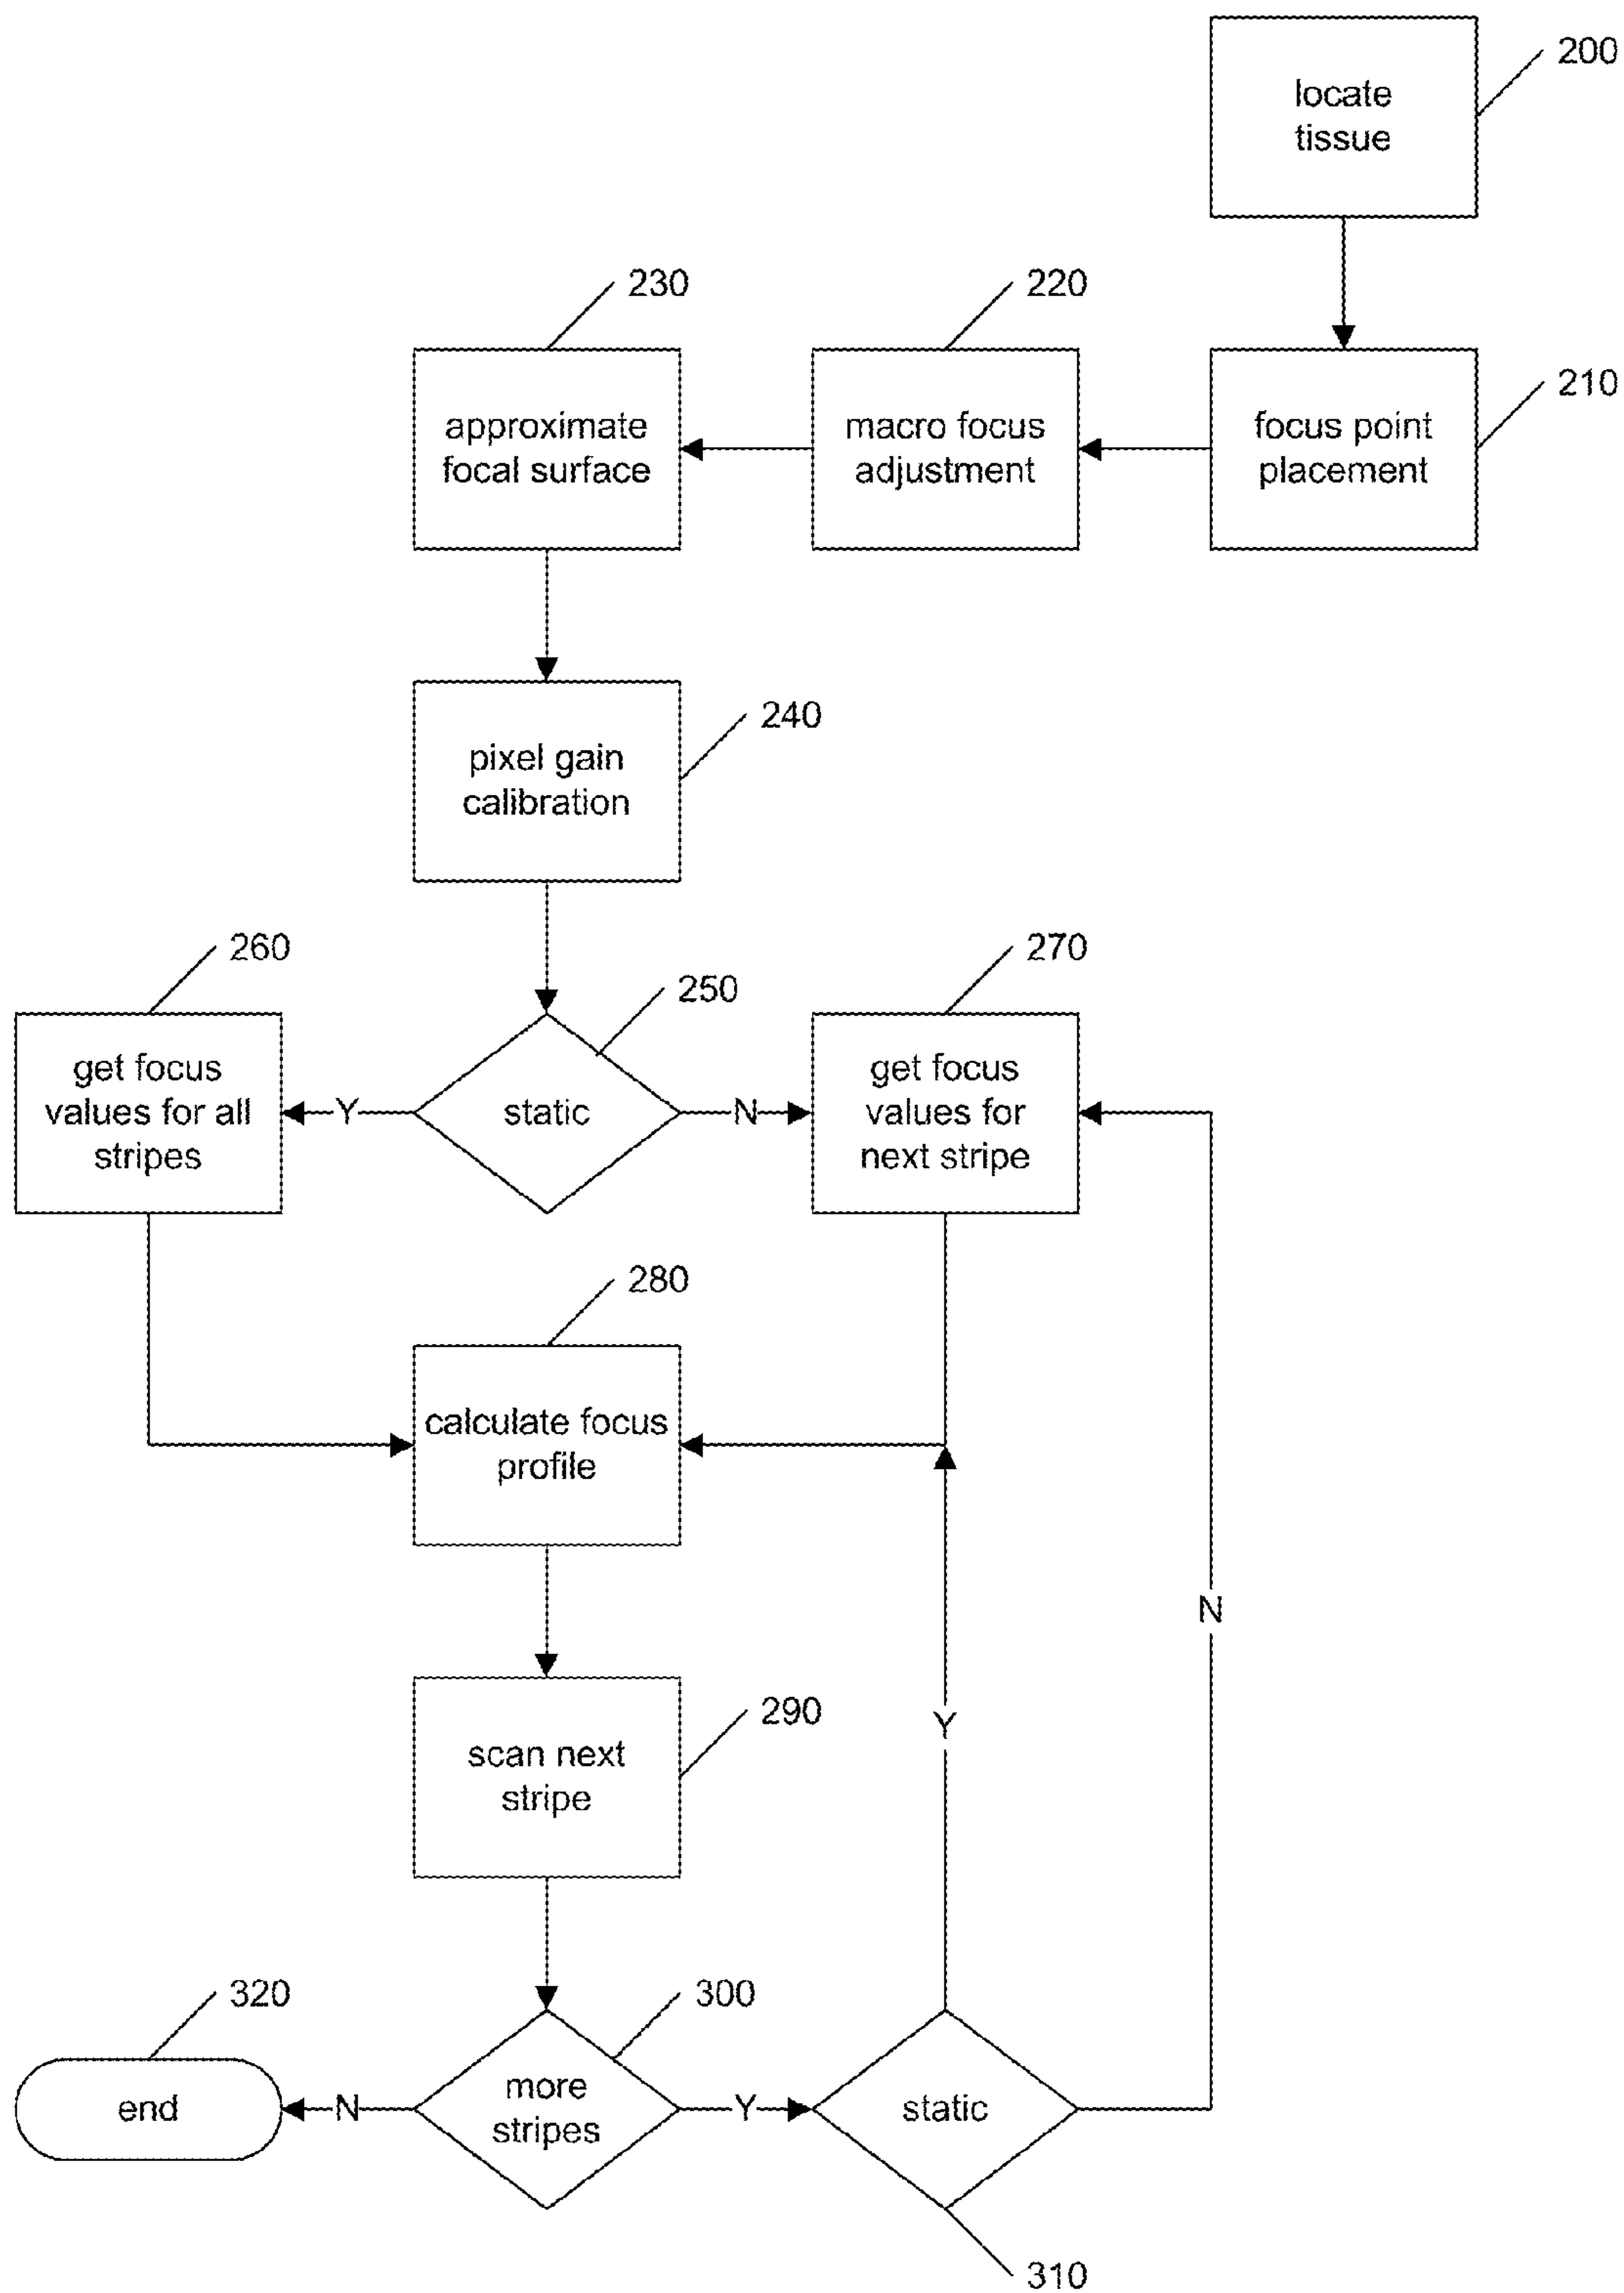 200
locate
tissue
230
220
210
approximate
focal surface
macro focus
adjustment
focus point
placement
240
pixel gain
calibration
260
250
270
get focus
values for all
stripes
Y
static
N
get focus
values for
next stripe
280
calculate focus
profile
N
290
Y
scan next
stripe
320
300
end
N
more
stripes
Y
static
310